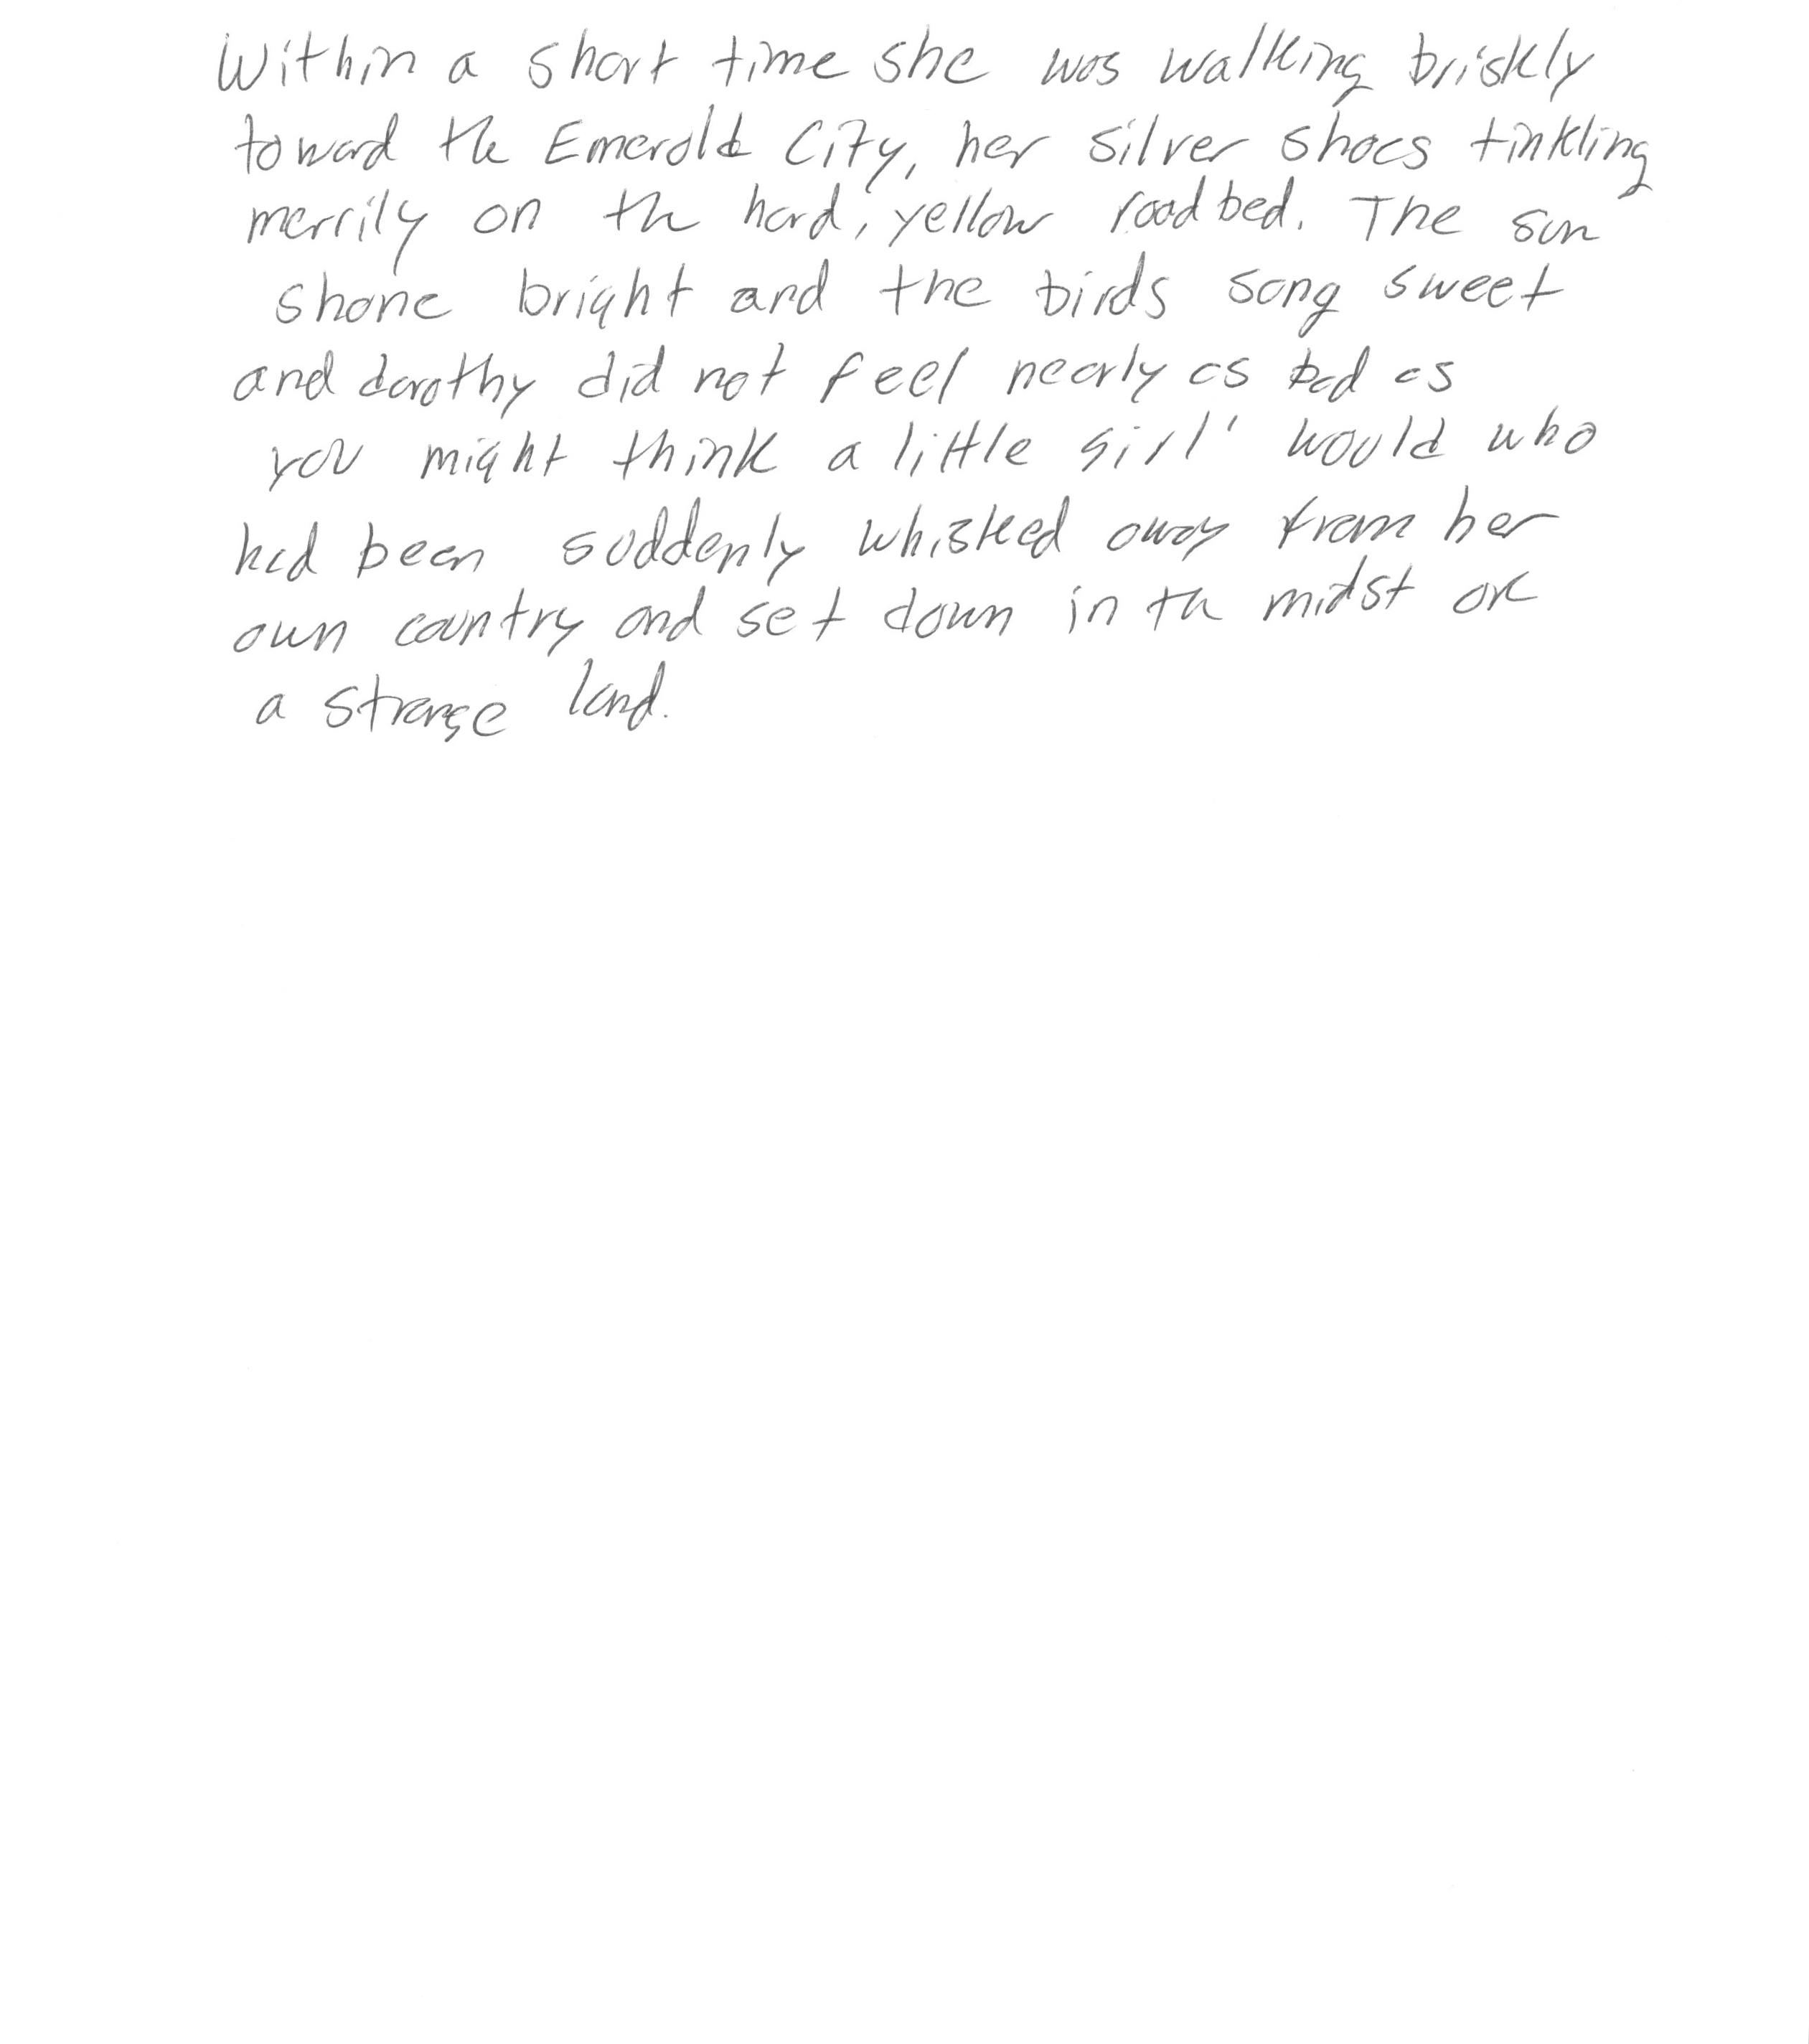 Within a short time she was walking briskly
toward the Emerald City, her silver shoes tinkling
merrily on the hard, yellow roadbed. The sun
shone bright and the birds sang sweet
and dorothy did not feel nearly as bad as
you might think a little girl would who
had been suddenly whisked away from her
own country and set down in the midst of
a strange land.